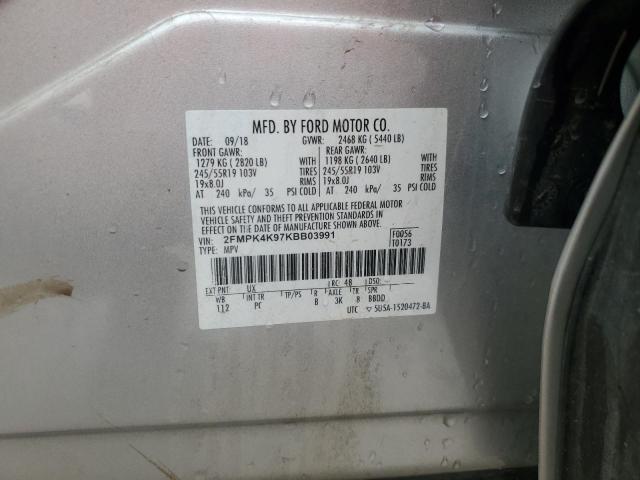 MFD. BY FORD MOTOR CO.
DATE: 09/18 GVWR: 2468 KG ( 5440 LB)
FRONT GAWR: REAR GAWR:
1279 KG ( 2820 LB) WITH 1198 KG ( 2640 LB) WITH
245/55R19 103V TIRES 245/55R19 103V TIRES
19x8.0J RIMS 19x8.0J RIMS
AT 240 kPa/ 35 PSI COLD AT 240 kPa/ 35 PSI COLD
THIS VEHICLE CONFORMS TO ALL APPLICABLE FEDERAL MOTOR
VEHICLE SAFETY AND THEFT PREVENTION STANDARDS IN
EFFECT ON THE DATE OF MANUFACTURE SHOWN ABOVE.
VIN: 2FMPK4K97KBB03991 F0056
TYPE: MPV 10173
EXT PNT: UX RC: 48 DSO:
WB INT TR TP/PS R AXLE TR SPR
112 PC B 3K 8 BBDD
UTC 5USA-1520472-BA